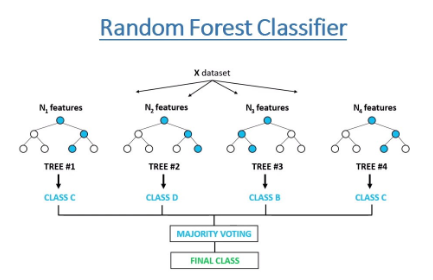 Random Forest Classifier
X dataset
N1 features N2 features N3 features N4 features
TREE #1 TREE #2 TREE #3 TREE #4
CLASS C CLASS D CLASS B CLASS C
MAJORITY VOTING
FINAL CLASS